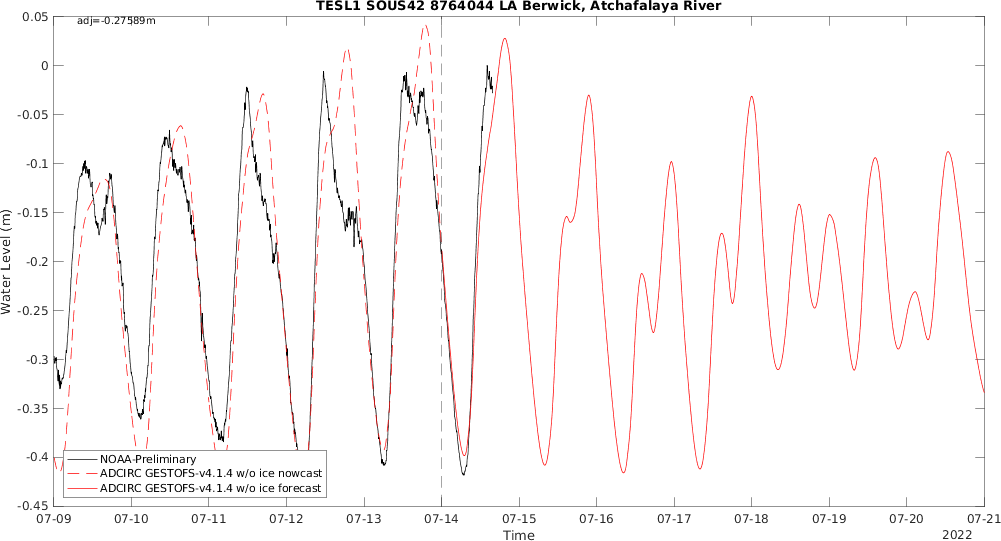 TESL1 SOUS42 8764044 LA Berwick, Atchafalaya River
adj=-0.27589m
0.05
0
-0.05
-0.1
-0.15
-0.2
-0.25
-0.3
-0.35
-0.4
-0.45
Water Level (m)
NOAA-Preliminary
ADCIRC GESTOFS-v4.1.4 w/o ice nowcast
ADCIRC GESTOFS-v4.1.4 w/o ice forecast
07-09 07-10 07-11 07-12 07-13 07-14 07-15 07-16 07-17 07-18 07-19 07-20 07-21
Time
2022